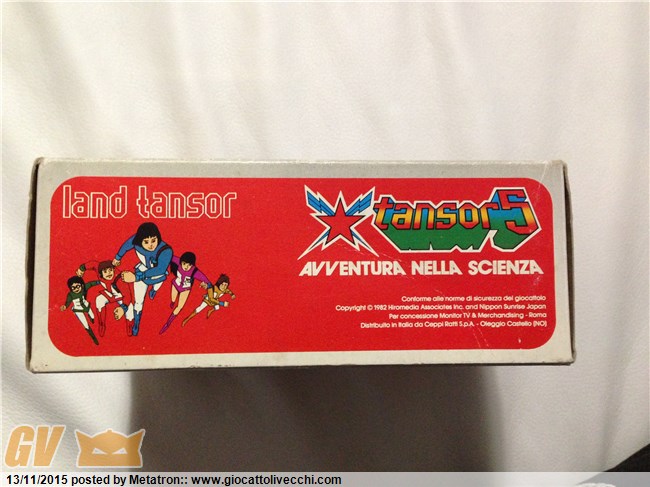 land tansor
tansor 5
AVVENTURA NELLA SCIENZA
Conforme alle norme di sicurezza del giocattolo
Copyright © 1982 Hiromedia Associates Inc. and Nippon Sunrise Japan
Per concessione Monitor TV & Merchandising - Roma
Distribuito in Italia da Ceppi Ratti S.p.A. - Oleggio Castello (NO)
GV
13/11/2015 posted by Metatron:: www.giocattolivecchi.com